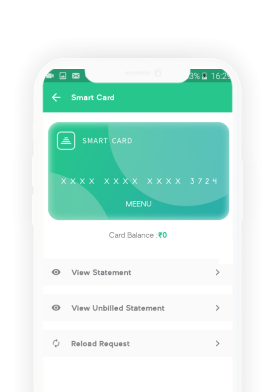 3% 16:25
Smart Card
SMART CARD
XXXX XXXX XXXX 3724
MEENU
Card Balance : ₹0
View Statement
View Unbilled Statement
Reload Request